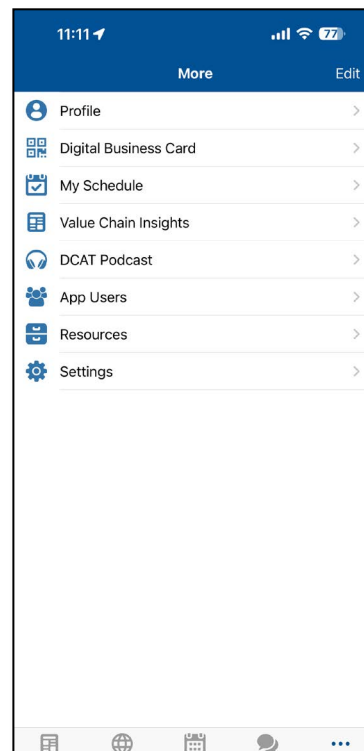 11:11
77
More
Edit
Profile
Digital Business Card
My Schedule
Value Chain Insights
DCAT Podcast
App Users
Resources
Settings